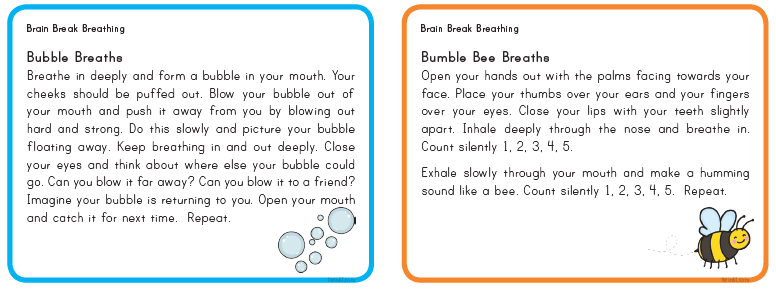 Brain Break Breathing
Bubble Breaths
Breathe in deeply and form a bubble in your mouth. Your
cheeks should be puffed out. Blow your bubble out of
your mouth and push it away from you by blowing out
hard and strong. Do this slowly and picture your bubble
floating away. Keep breathing in and out deeply. Close
your eyes and think about where else your bubble could
go. Can you blow it far away? Can you blow it to a friend?
Imagine your bubble is returning to you. Open your mouth
and catch it for next time. Repeat.
Brain Break Breathing
Bumble Bee Breaths
Open your hands out with the palms facing towards your
face. Place your thumbs over your ears and your fingers
over your eyes. Close your lips with your teeth slightly
apart. Inhale deeply through the nose and breathe in.
Count silently 1, 2, 3, 4, 5.
Exhale slowly through your mouth and make a humming
sound like a bee. Count silently 1, 2, 3, 4, 5. Repeat.